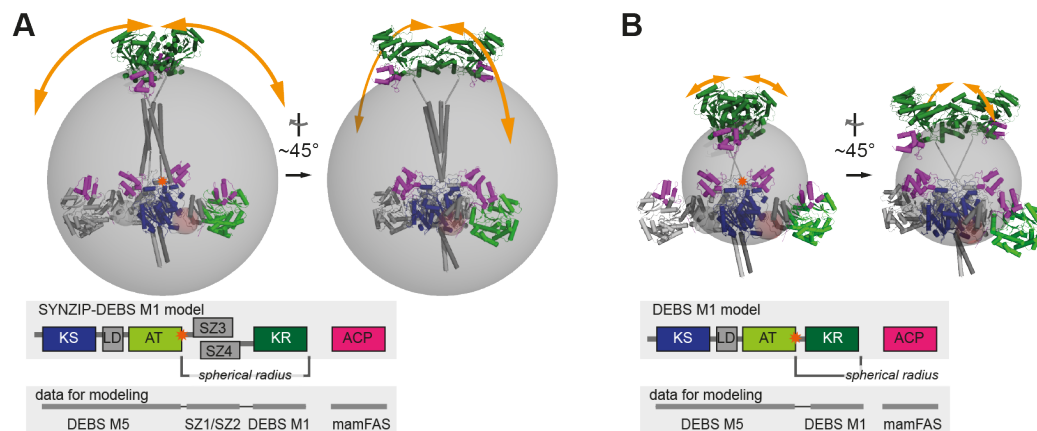 A
~45°
SYNZIP-DEBS M1 model
KS LD AT SZ3 SZ4 KR ACP
spherical radius
data for modeling
DEBS M5 SZ1/SZ2 DEBS M1 mamFAS
B
~45°
DEBS M1 model
KS LD AT KR ACP
spherical radius
data for modeling
DEBS M5 DEBS M1 mamFAS